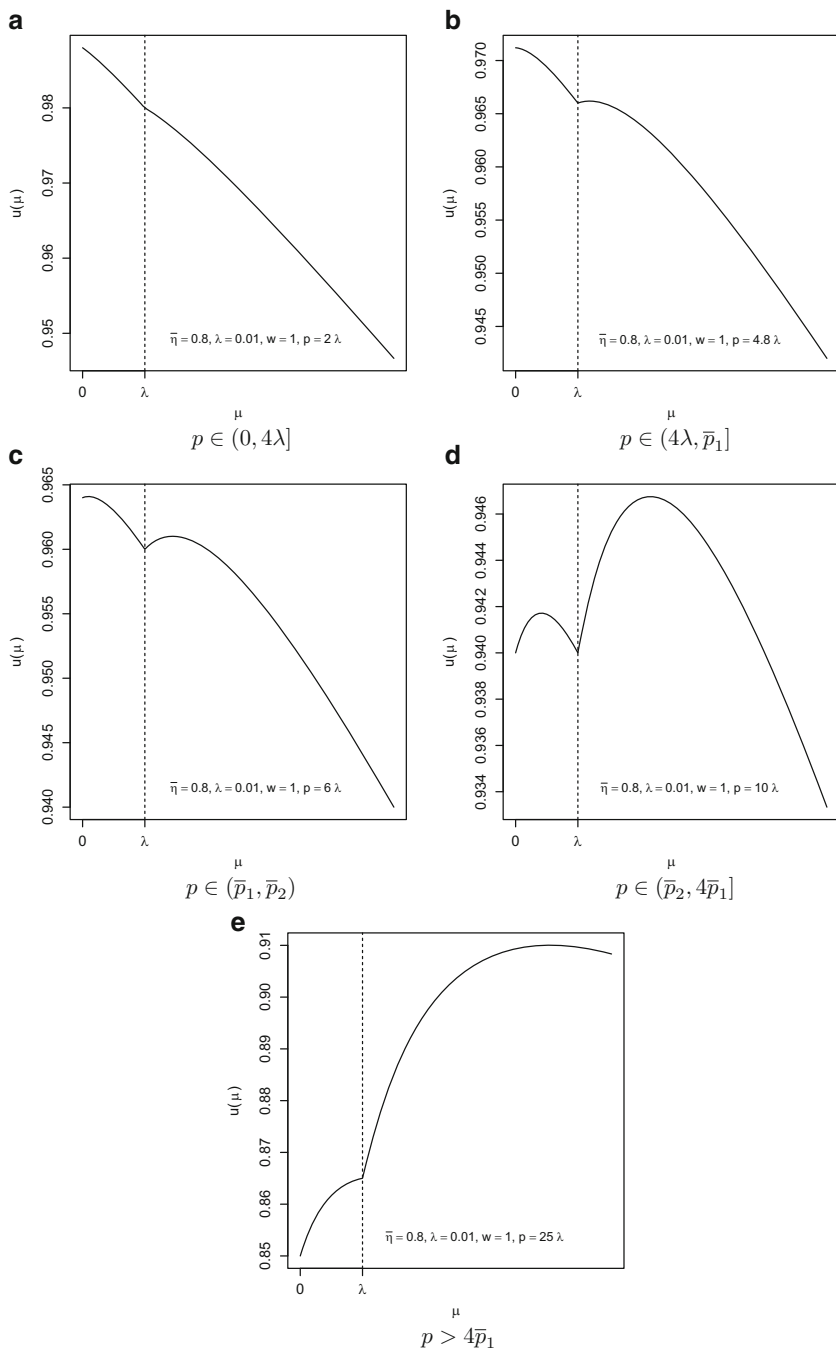 a
u(μ)
0.98
0.97
0.96
0.95
η̅ = 0.8, λ = 0.01, w = 1, p = 2 λ
0 λ
μ
p ∈ (0, 4λ]
b
u(μ)
0.970
0.965
0.960
0.955
0.950
0.945
η̅ = 0.8, λ = 0.01, w = 1, p = 4.8 λ
0 λ
μ
p ∈ (4λ, p̅₁]
c
u(μ)
0.965
0.960
0.955
0.950
0.945
0.940
η̅ = 0.8, λ = 0.01, w = 1, p = 6 λ
0 λ
μ
p ∈ (p̅₁, p̅₂)
d
u(μ)
0.946
0.944
0.942
0.940
0.938
0.936
0.934
η̅ = 0.8, λ = 0.01, w = 1, p = 10 λ
0 λ
μ
p ∈ (p̅₂, 4p̅₁]
e
u(μ)
0.91
0.90
0.89
0.88
0.87
0.86
0.85
η̅ = 0.8, λ = 0.01, w = 1, p = 25 λ
0 λ
μ
p > 4p̅₁